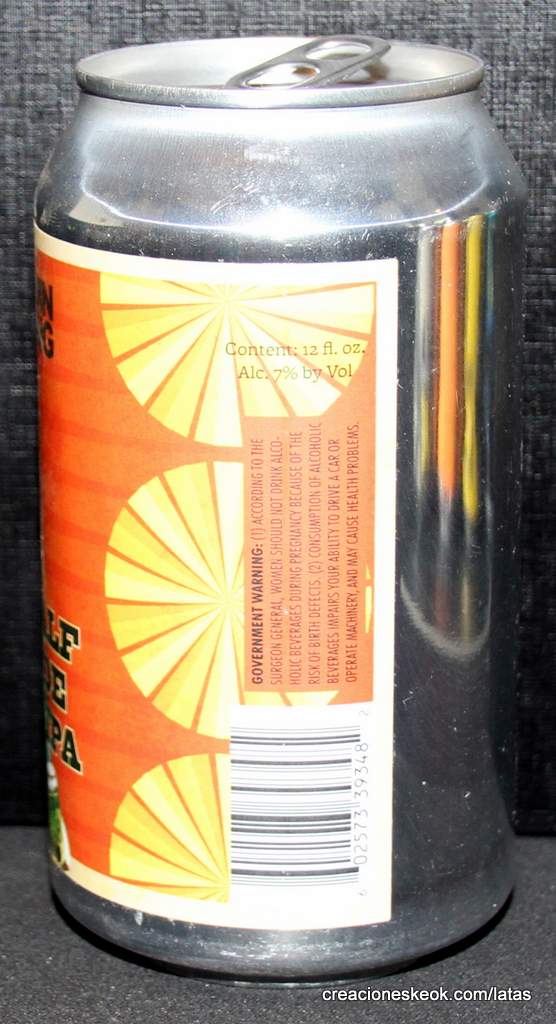 Content: 12 fl. oz.
Alc. 7% by Vol
GOVERNMENT WARNING: (1) ACCORDING TO THE
SURGEON GENERAL, WOMEN SHOULD NOT DRINK ALCO-
HOLIC BEVERAGES DURING PREGNANCY BECAUSE OF THE
RISK OF BIRTH DEFECTS. (2) CONSUMPTION OF ALCOHOLIC
BEVERAGES IMPAIRS YOUR ABILITY TO DRIVE A CAR OR
OPERATE MACHINERY, AND MAY CAUSE HEALTH PROBLEMS.
6 02573 39348 2
creacioneskeok.com/latas